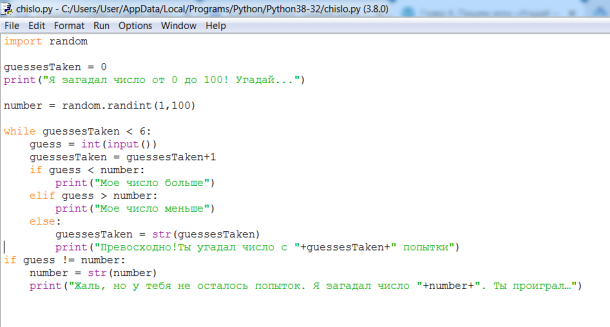 chislo.py - C:/Users/User/AppData/Local/Programs/Python/Python38-32/chislo.py (3.8.0)
File Edit Format Run Options Window Help
import random
guessesTaken = 0
print("Я загадал число от 0 до 100! Угадай...")
number = random.randint(1,100)
while guessesTaken < 6:
    guess = int(input())
    guessesTaken = guessesTaken+1
    if guess < number:
        print("Мое число больше")
    elif guess > number:
        print("Мое число меньше")
    else:
        guessesTaken = str(guessesTaken)
        print("Превосходно!Ты угадал число с "+guessesTaken+" попытки")
if guess != number:
    number = str(number)
    print("Жаль, но у тебя не осталось попыток. Я загадал число "+number+". Ты проиграл…")